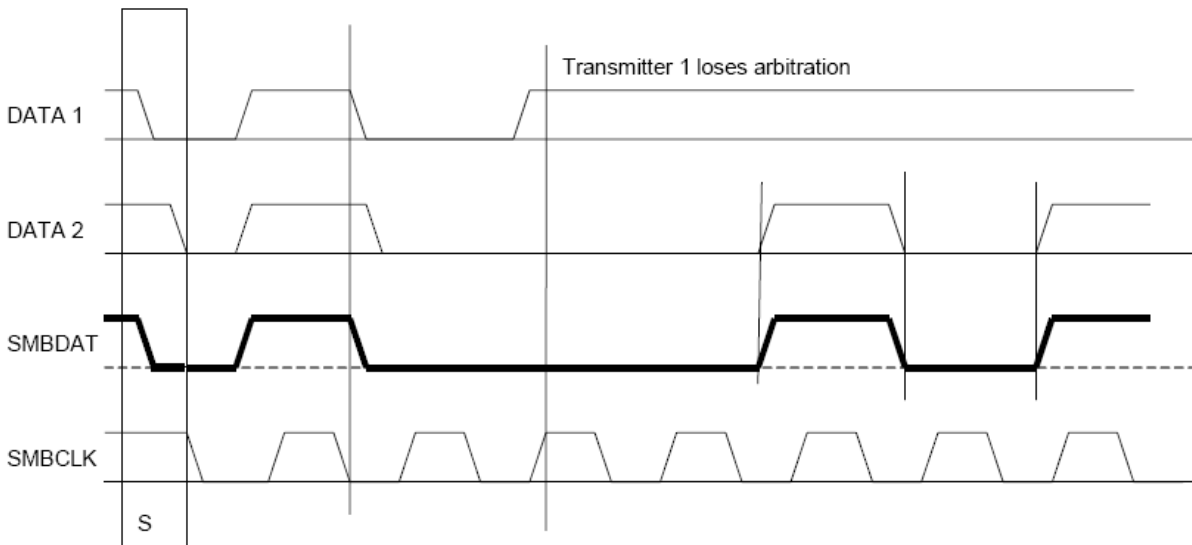 Transmitter 1 loses arbitration
DATA 1
DATA 2
SMBDAT
SMBCLK
S